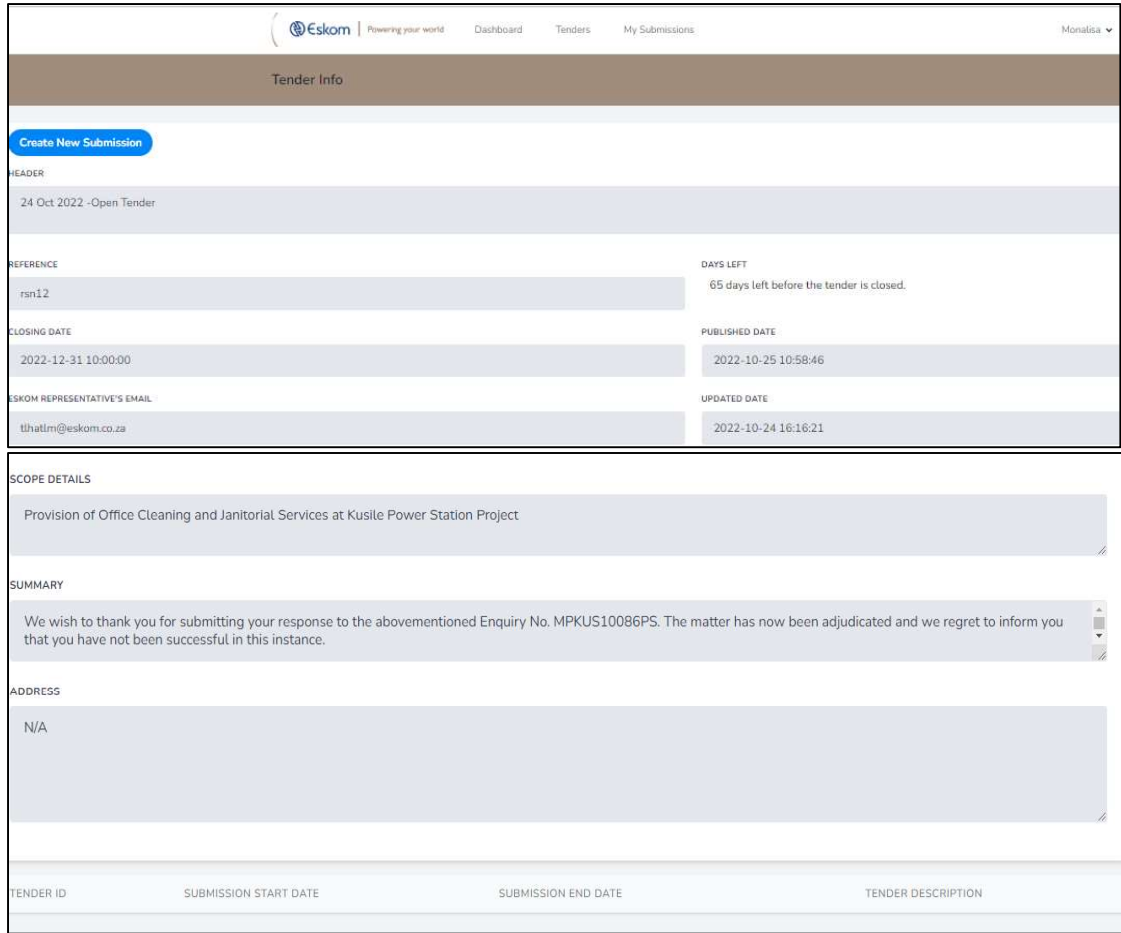 Eskom Powering your world Dashboard Tenders My Submissions Monalisa
Tender Info
Create New Submission
HEADER
24 Oct 2022 -Open Tender
REFERENCE DAYS LEFT
rsn12 65 days left before the tender is closed.
CLOSING DATE PUBLISHED DATE
2022-12-31 10:00:00 2022-10-25 10:58:46
ESKOM REPRESENTATIVE'S EMAIL UPDATED DATE
tlhatlm@eskom.co.za 2022-10-24 16:16:21
SCOPE DETAILS
Provision of Office Cleaning and Janitorial Services at Kusile Power Station Project
SUMMARY
We wish to thank you for submitting your response to the abovementioned Enquiry No. MPKUS10086PS. The matter has now been adjudicated and we regret to inform you
that you have not been successful in this instance.
ADDRESS
N/A
TENDER ID SUBMISSION START DATE SUBMISSION END DATE TENDER DESCRIPTION